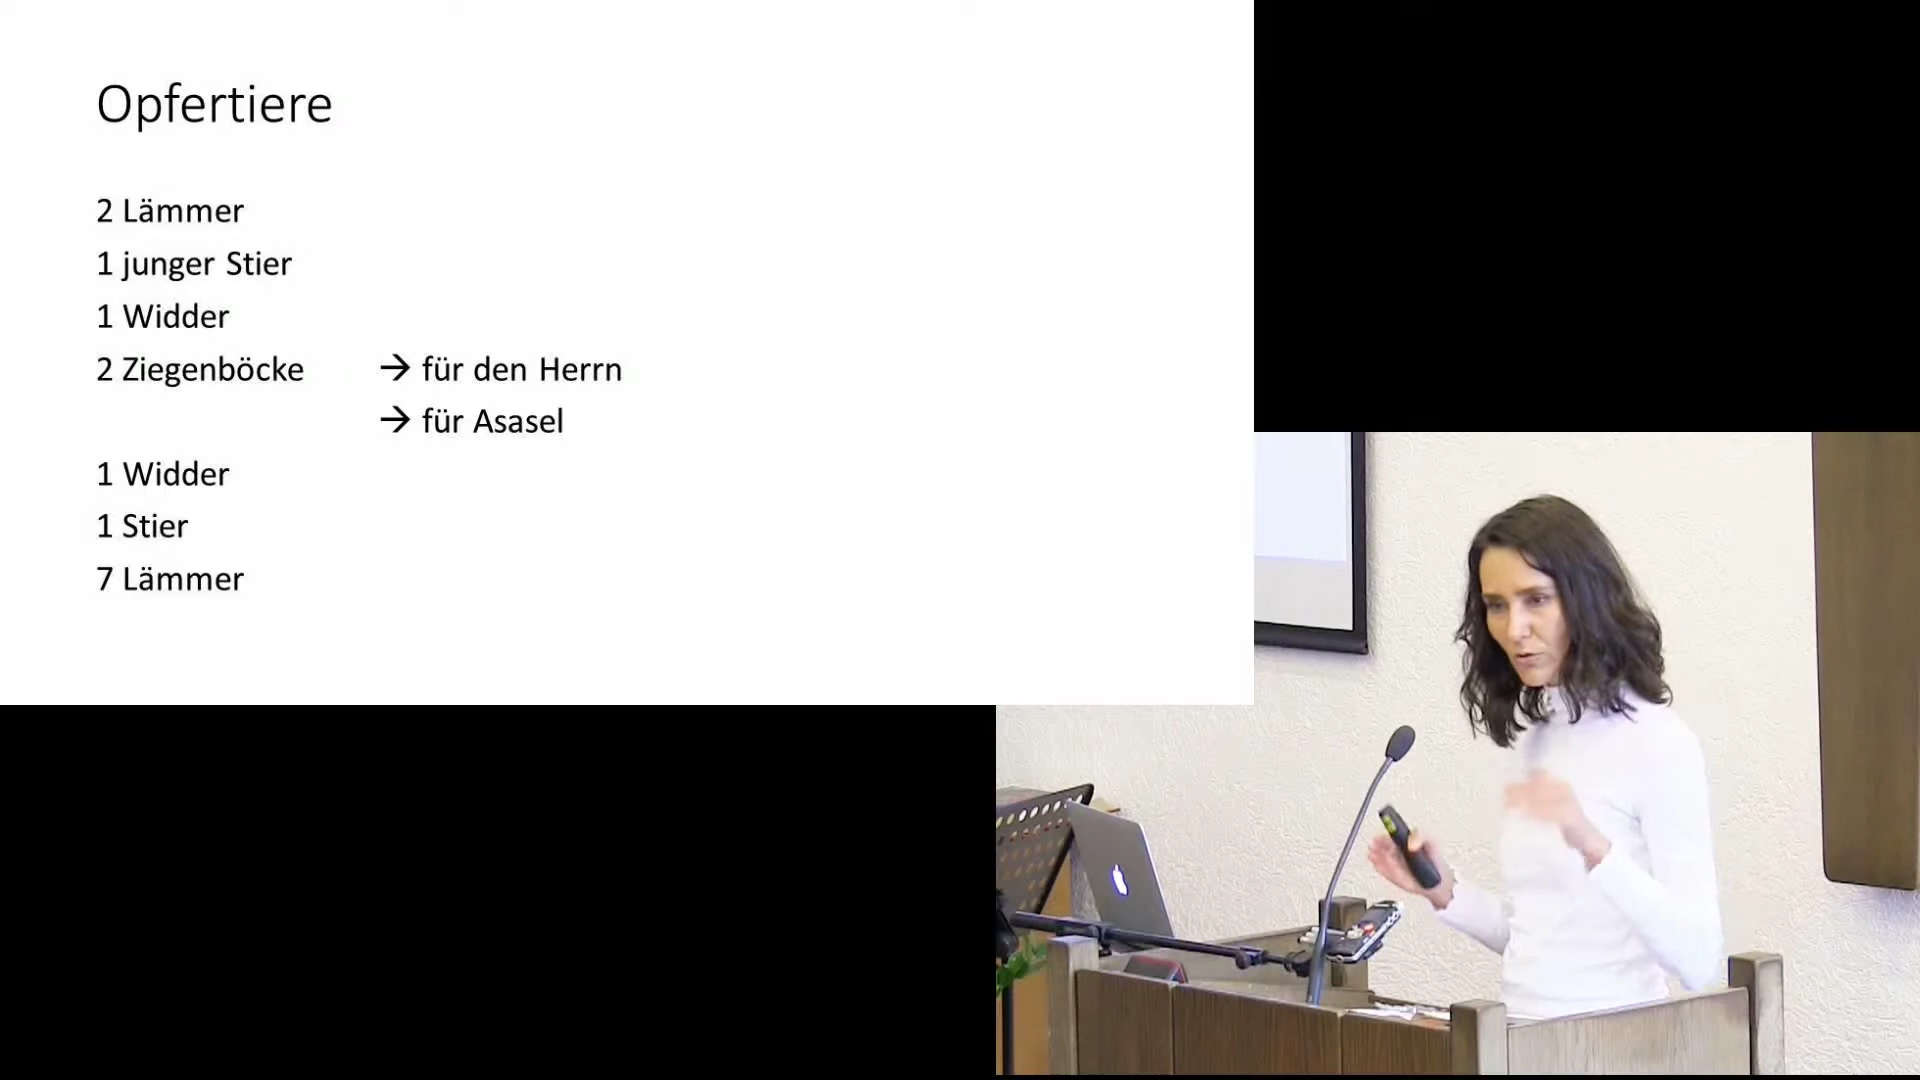 Opfertiere
2 Lämmer
1 junger Stier
1 Widder
2 Ziegenböcke → für den Herrn
→ für Asasel
1 Widder
1 Stier
7 Lämmer